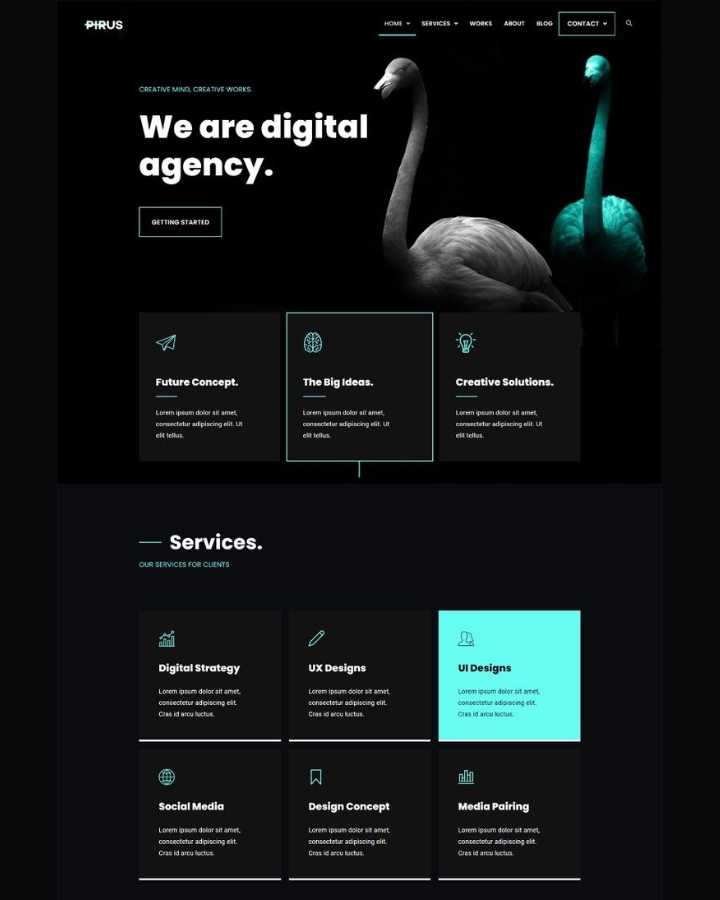 PIRUS
HOME SERVICES WORKS ABOUT BLOG CONTACT
CREATIVE MIND, CREATIVE WORKS.
We are digital
agency.
GETTING STARTED
Future Concept.
Lorem ipsum dolor sit amet,
consectetur adipiscing elit. Ut
elit tellus.
The Big Ideas.
Lorem ipsum dolor sit amet,
consectetur adipiscing elit. Ut
elit tellus.
Creative Solutions.
Lorem ipsum dolor sit amet,
consectetur adipiscing elit. Ut
elit tellus.
Services.
OUR SERVICES FOR CLIENTS
Digital Strategy
Lorem ipsum dolor sit amet,
consectetur adipiscing elit.
Cras id arcu luctus.
UX Designs
Lorem ipsum dolor sit amet,
consectetur adipiscing elit.
Cras id arcu luctus.
UI Designs
Lorem ipsum dolor sit amet,
consectetur adipiscing elit.
Cras id arcu luctus.
Social Media
Lorem ipsum dolor sit amet,
consectetur adipiscing elit.
Cras id arcu luctus.
Design Concept
Lorem ipsum dolor sit amet,
consectetur adipiscing elit.
Cras id arcu luctus.
Media Pairing
Lorem ipsum dolor sit amet,
consectetur adipiscing elit.
Cras id arcu luctus.